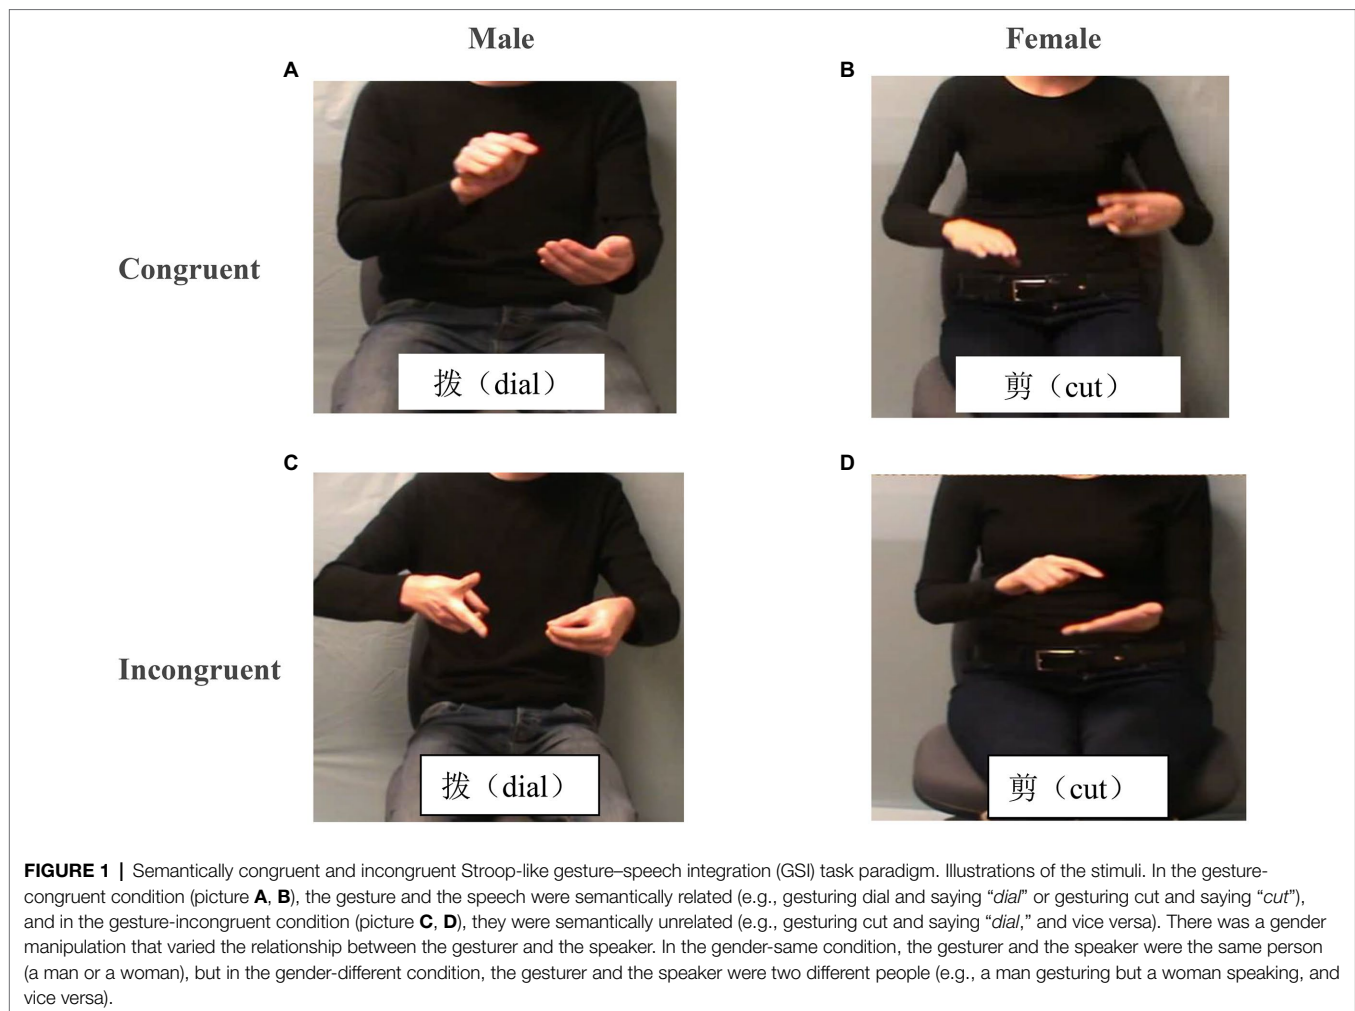 Male
Female
A
B
Congruent
拨（dial）
剪（cut）
C
D
Incongruent
拨（dial）
剪（cut）
FIGURE 1 | Semantically congruent and incongruent Stroop-like gesture–speech integration (GSI) task paradigm. Illustrations of the stimuli. In the gesture-
congruent condition (picture A, B), the gesture and the speech were semantically related (e.g., gesturing dial and saying “dial” or gesturing cut and saying “cut”),
and in the gesture-incongruent condition (picture C, D), they were semantically unrelated (e.g., gesturing cut and saying “dial,” and vice versa). There was a gender
manipulation that varied the relationship between the gesturer and the speaker. In the gender-same condition, the gesturer and the speaker were the same person
(a man or a woman), but in the gender-different condition, the gesturer and the speaker were two different people (e.g., a man gesturing but a woman speaking, and
vice versa).